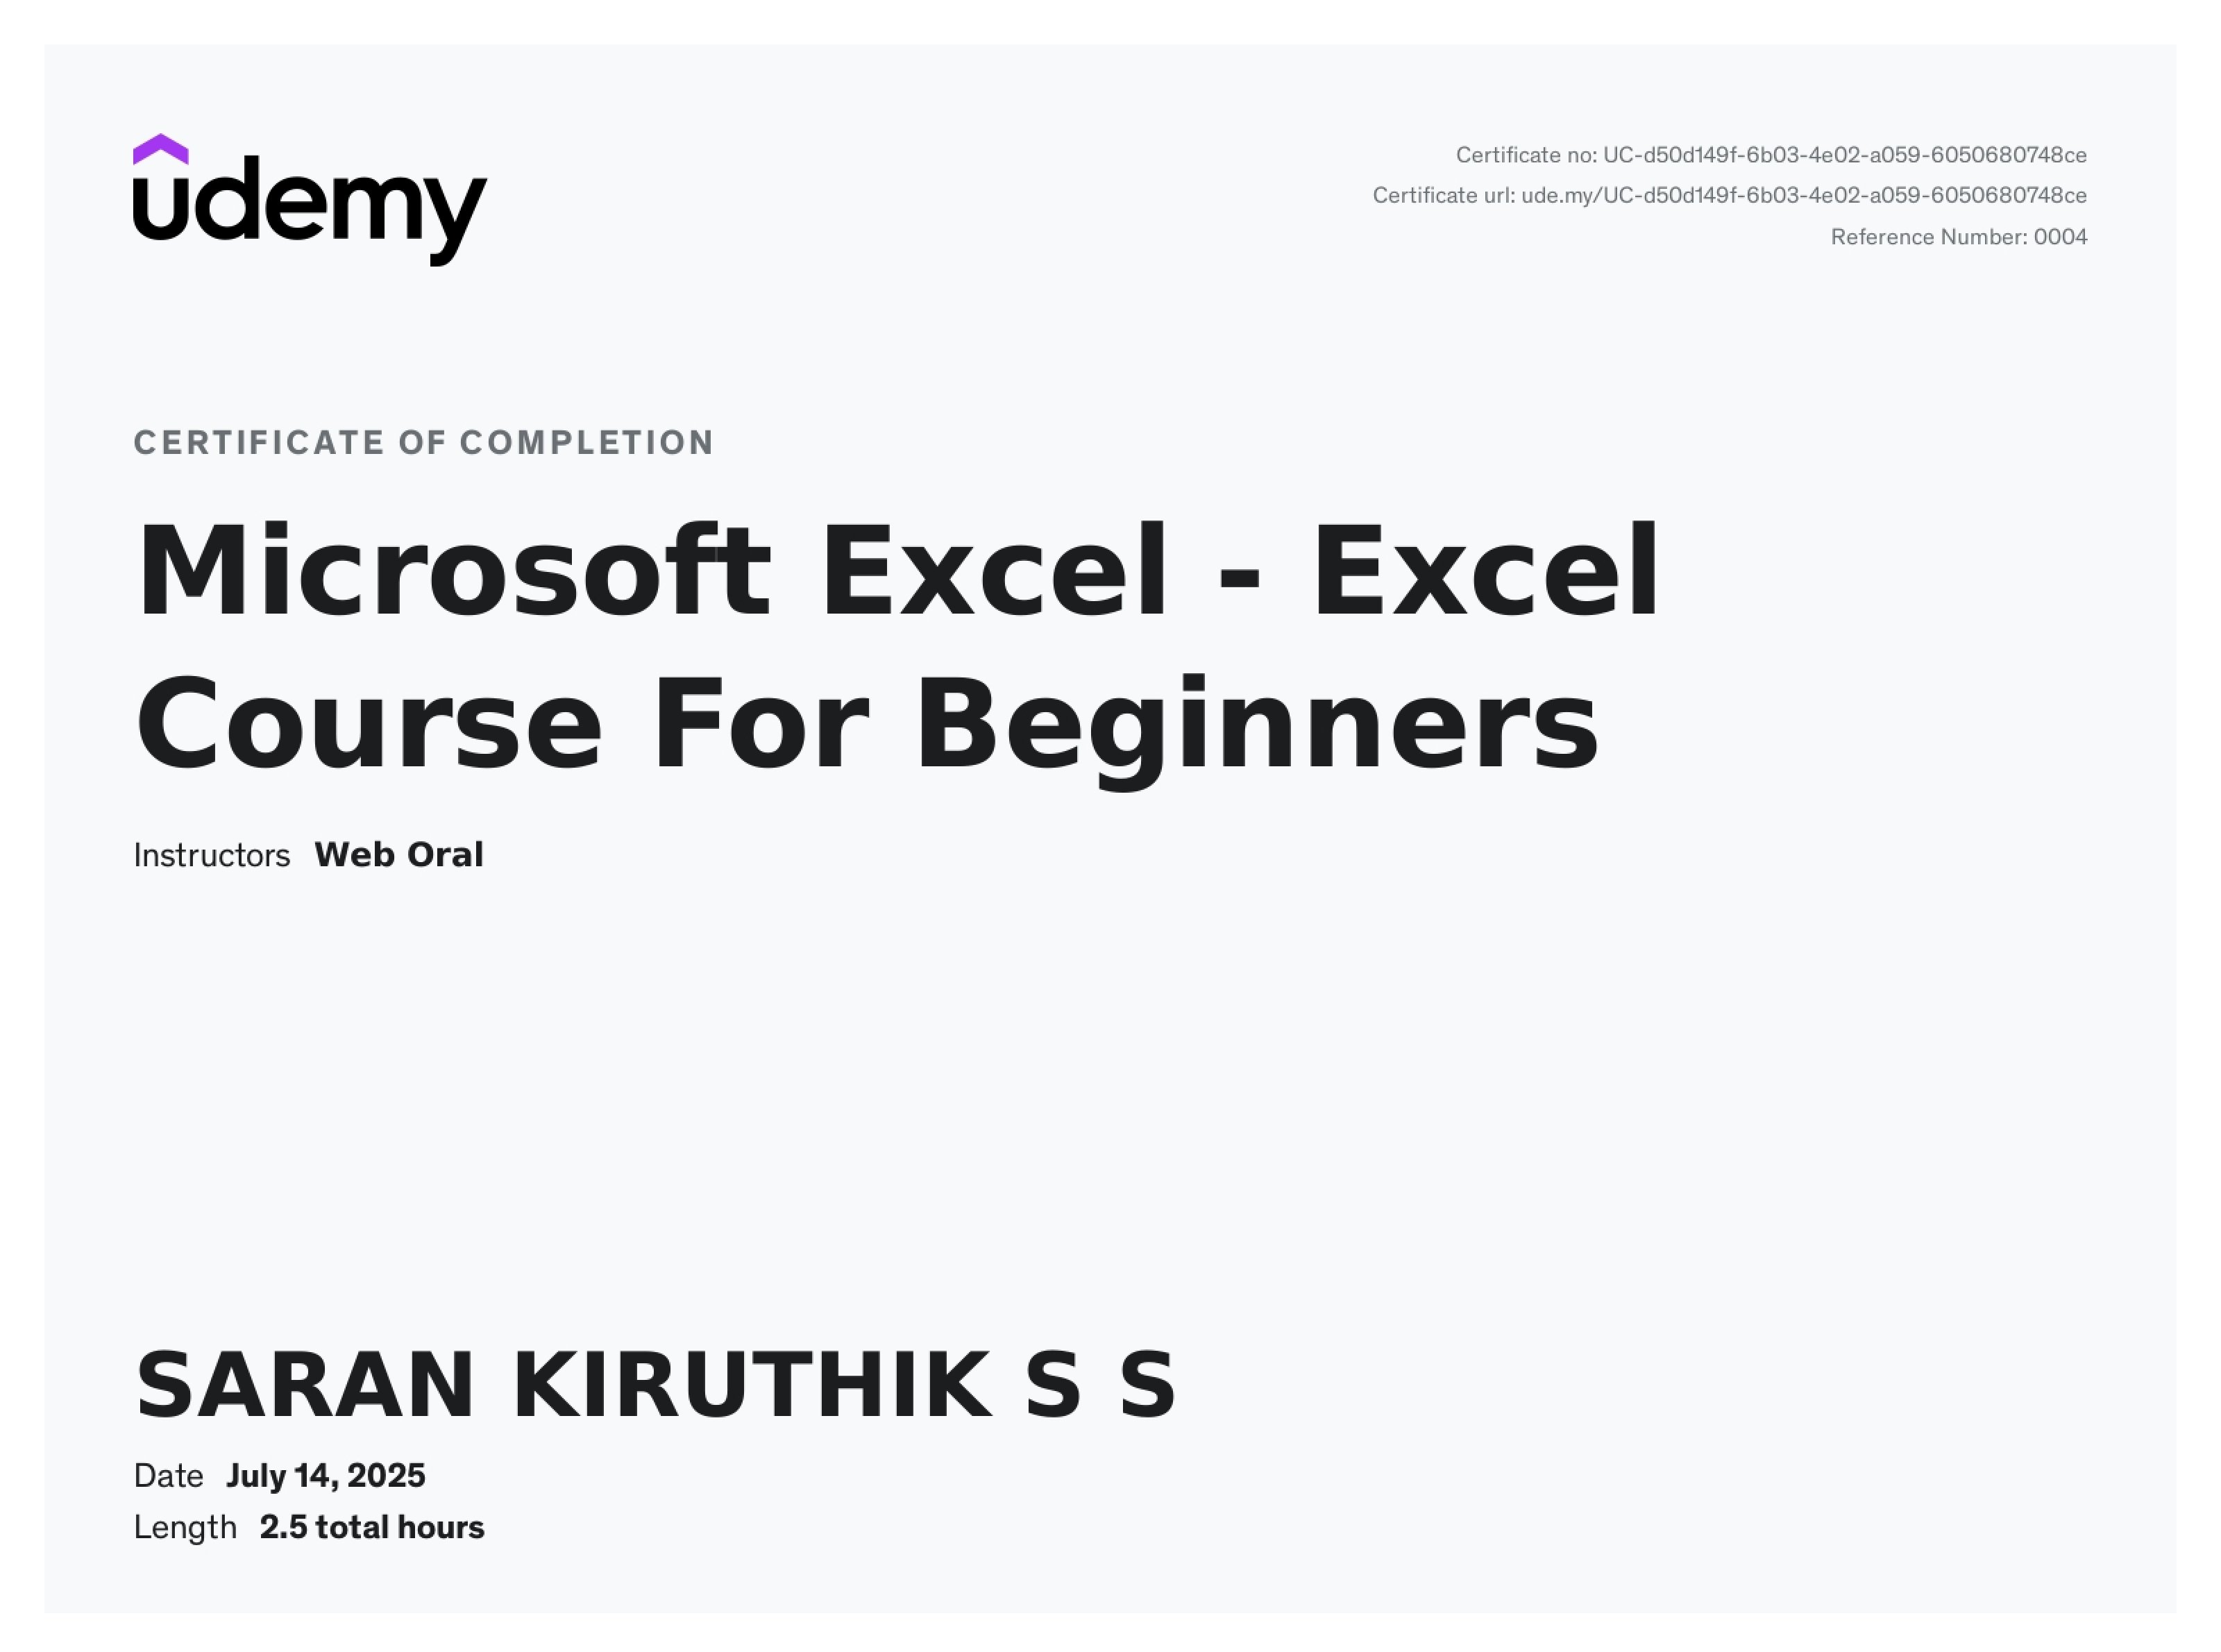 udemy
Certificate no: UC-d50d149f-6b03-4e02-a059-6050680748ce
Certificate url: ude.my/UC-d50d149f-6b03-4e02-a059-6050680748ce
Reference Number: 0004
CERTIFICATE OF COMPLETION
Microsoft Excel - Excel
Course For Beginners
Instructors Web Oral
SARAN KIRUTHIK S S
Date July 14, 2025
Length 2.5 total hours